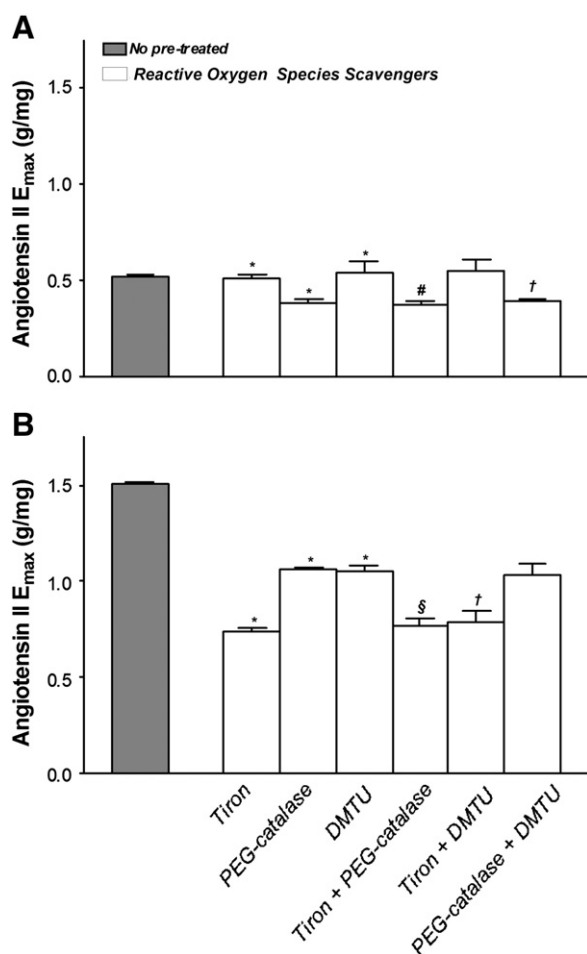 A
No pre-treated
Reactive Oxygen Species Scavengers
Angiotensin II Emax (g/mg)
1.5
1.0
0.5
0.0
*
*
*
#
†
B
Angiotensin II Emax (g/mg)
1.5
1.0
0.5
0.0
*
*
*
§
†
Tiron
PEG-catalase
DMTU
Tiron + PEG-catalase
Tiron + DMTU
PEG-catalase + DMTU